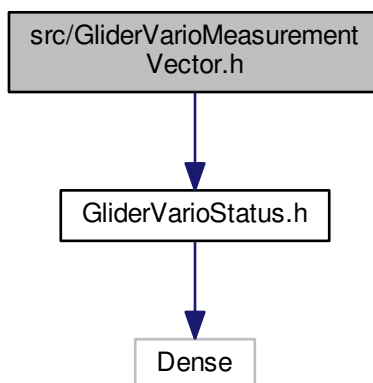 src/GliderVarioMeasurement
Vector.h
GliderVarioStatus.h
Dense